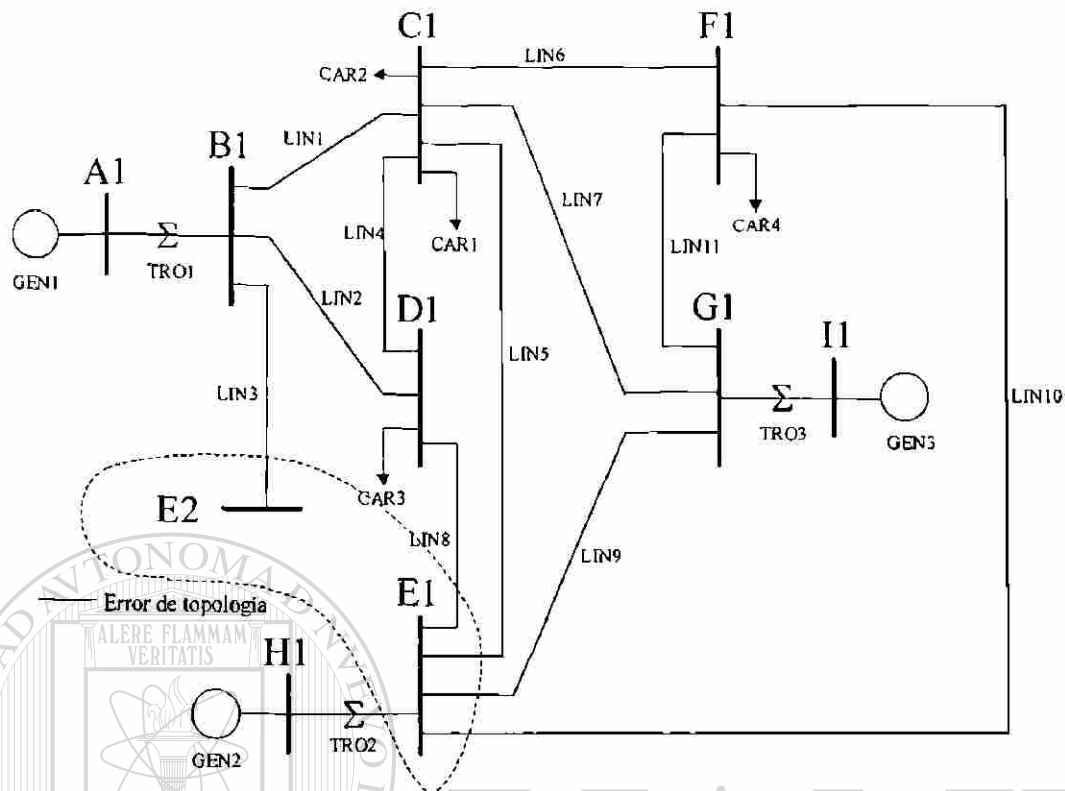 C1
F1
LIN6
CAR2
LIN1
B1
A1
LIN7
LIN4
CAR1
LIN11
CAR4
GEN1
TRO1
LIN2
D1
G1
I1
LIN5
LIN3
LIN10
TRO3
GEN3
CAR3
E2
LIN8
LIN9
E1
Error de topología
ALERE FLAMMAM
VERITATIS
H1
GEN2
TRO2